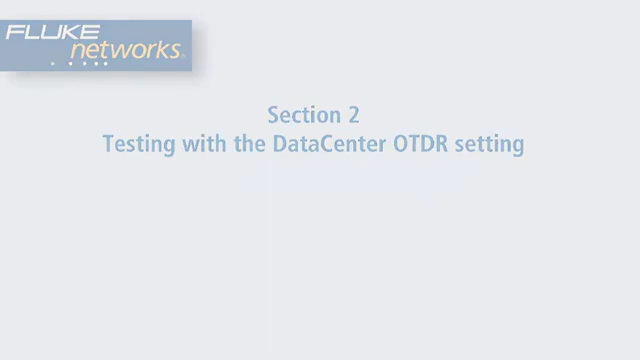 FLUKE
networks®
Section 2
Testing with the DataCenter OTDR setting